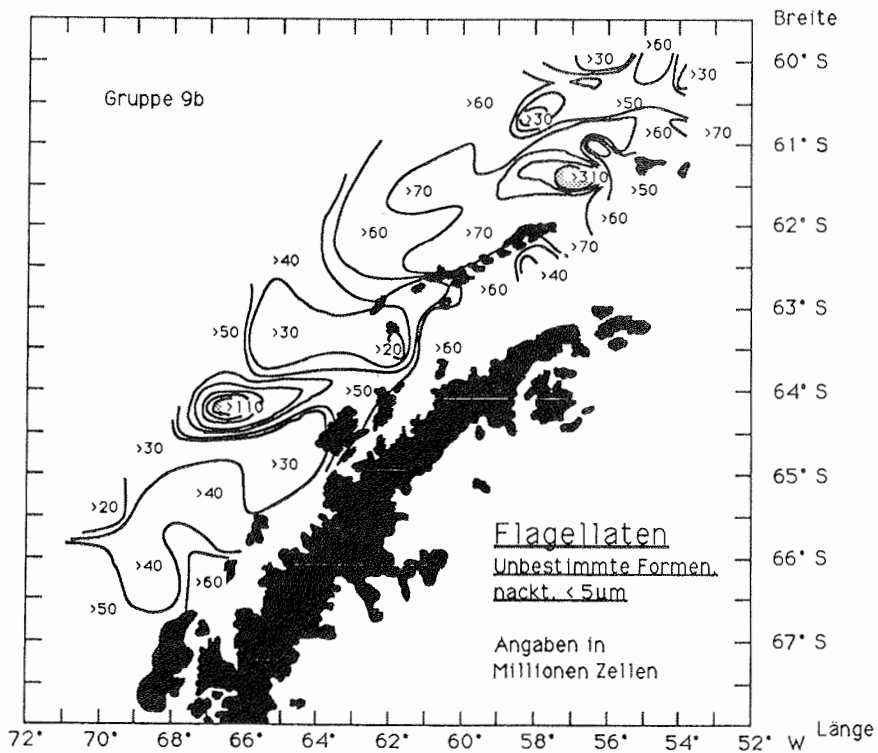 Breite
>60
>30
60° S
>30
Gruppe 9b
>60
>50
>30
>60
>70
61° S
>310
>70
>50
>60
62° S
>60
>70
>70
>40
>40
>60
63° S
>50
>30
>20
>60
>50
64° S
>110
>30
>30
65° S
>40
>20
Flagellaten
>40
66° S
>60
Unbestimmte Formen,
>50
nackt, <5µm
67° S
Angaben in
Millionen Zellen
72° 70° 68° 66° 64° 62° 60° 58° 56° 54° 52° W Länge